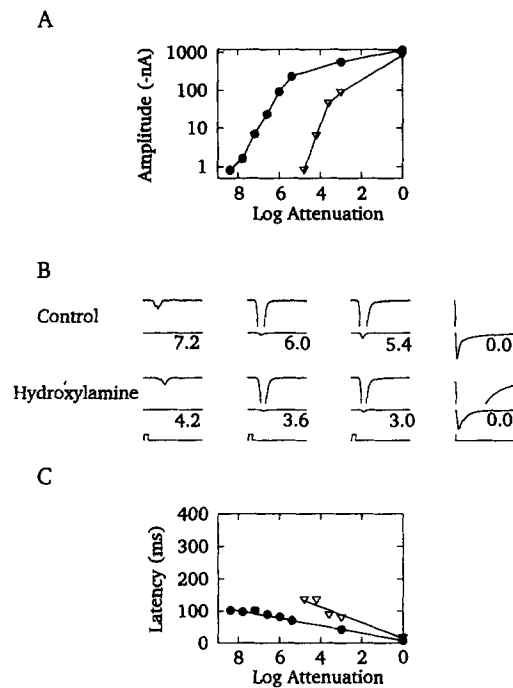 A
Amplitude (-nA)
1000
100
10
1
8 6 4 2 0
Log Attenuation
B
Control
7.2 6.0 5.4 0.0
Hydroxylamine
4.2 3.6 3.0 0.0
C
Latency (ms)
400
300
200
100
0
8 6 4 2 0
Log Attenuation